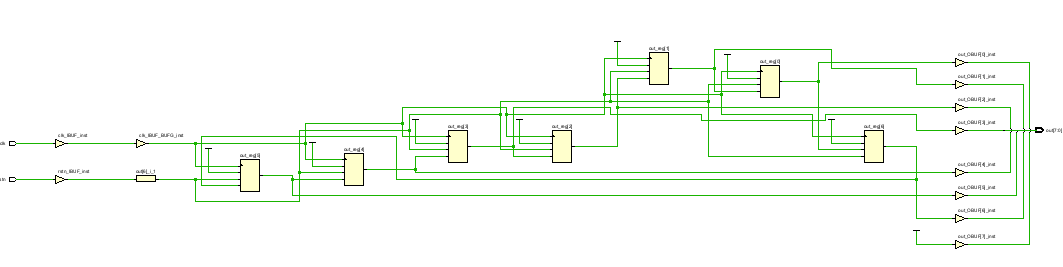 out_OBUF[0]_inst
out_reg[1]
out_reg[0]
out_OBUF[1]_inst
out_OBUF[2]_inst
out_OBUF[3]_inst
out[7:0]
clk_IBUF_inst
clk_IBUF_BUFG_inst
out_reg[3]
out_reg[2]
out_reg[6]
clk
out_reg[5]
out_reg[4]
rstn_IBUF_inst
out[6]_i_1
out_OBUF[4]_inst
out_OBUF[5]_inst
out_OBUF[6]_inst
out_OBUF[7]_inst